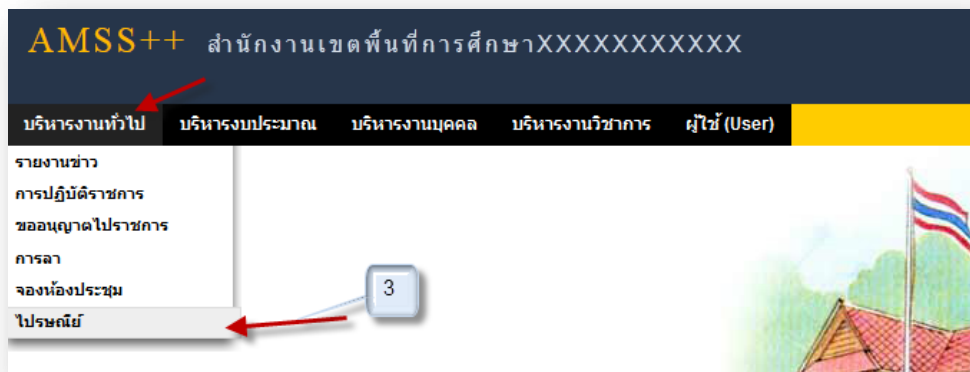 AMSS++ สำนักงานเขตพื้นที่การศึกษาXXXXXXXXXXX
บริหารงานทั่วไป บริหารงบประมาณ บริหารงานบุคคล บริหารงานวิชาการ ผู้ใช้ (User)
รายงานข่าว
การปฏิบัติราชการ
ขออนุญาตไปราชการ
การลา
จองห้องประชุม
3
ไปรษณีย์